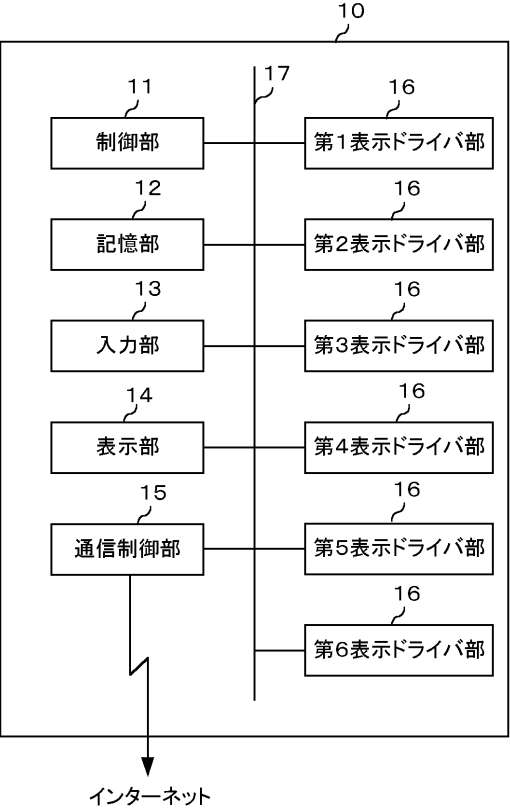 10
17
11
制御部
16
第1表示ドライバ部
12
記憶部
16
第2表示ドライバ部
13
入力部
16
第3表示ドライバ部
14
表示部
16
第4表示ドライバ部
15
通信制御部
16
第5表示ドライバ部
16
第6表示ドライバ部
インターネット